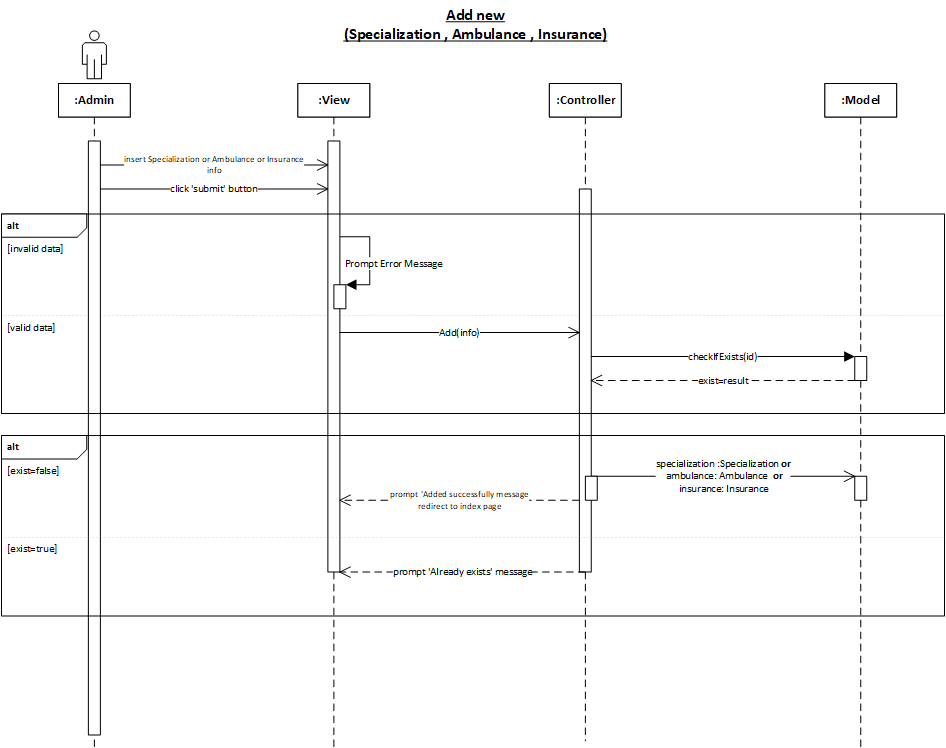 Add new
(Specialization , Ambulance , Insurance)
:Admin
:View
:Controller
:Model
insert Specialization or Ambulance or Insurance
info
click 'submit' button
alt
[invalid data]
Prompt Error Message
[valid data]
Add(info)
checkIfExists(id)
exist=result
alt
[exist=false]
specialization :Specialization or
ambulance: Ambulance or
insurance: Insurance
prompt 'Added successfully message
redirect to index page
[exist=true]
prompt 'Already exists' message